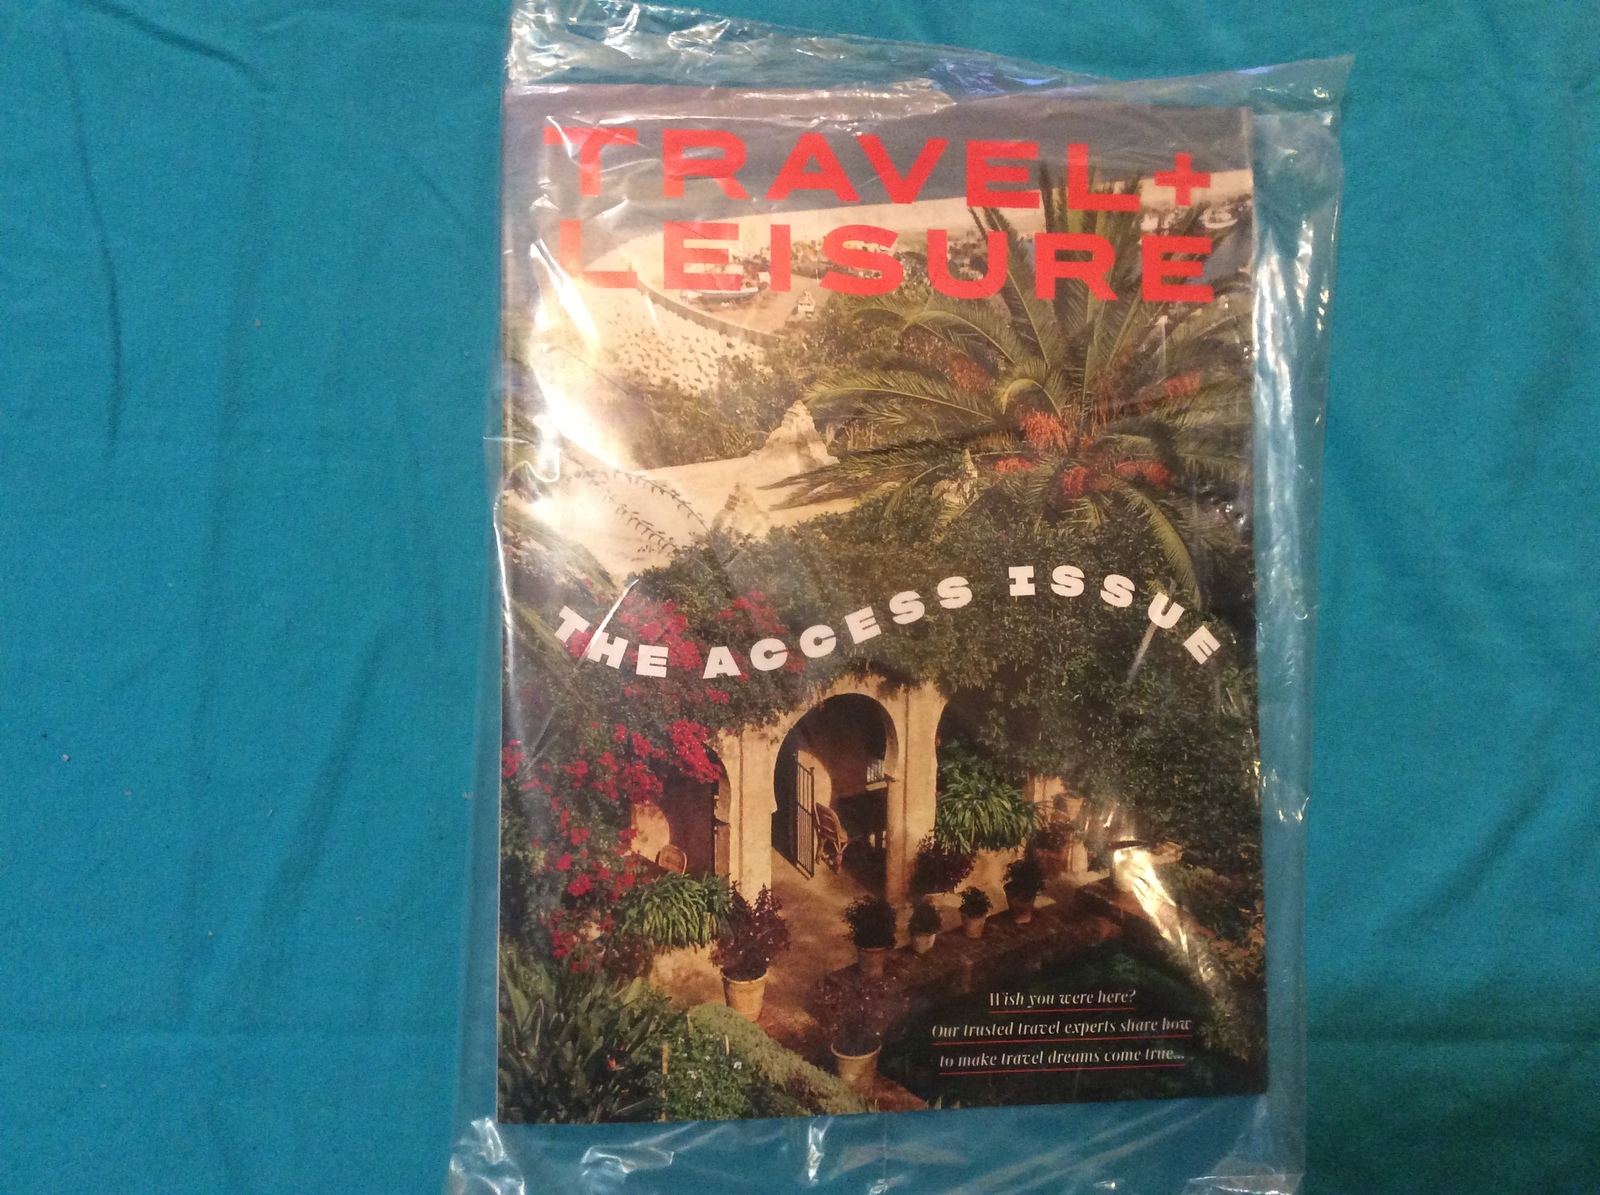 TRAVEL+
LEISURE
THE ACCESS ISSUE
Wish you were here?
Our trusted travel experts share how
to make travel dreams come true...